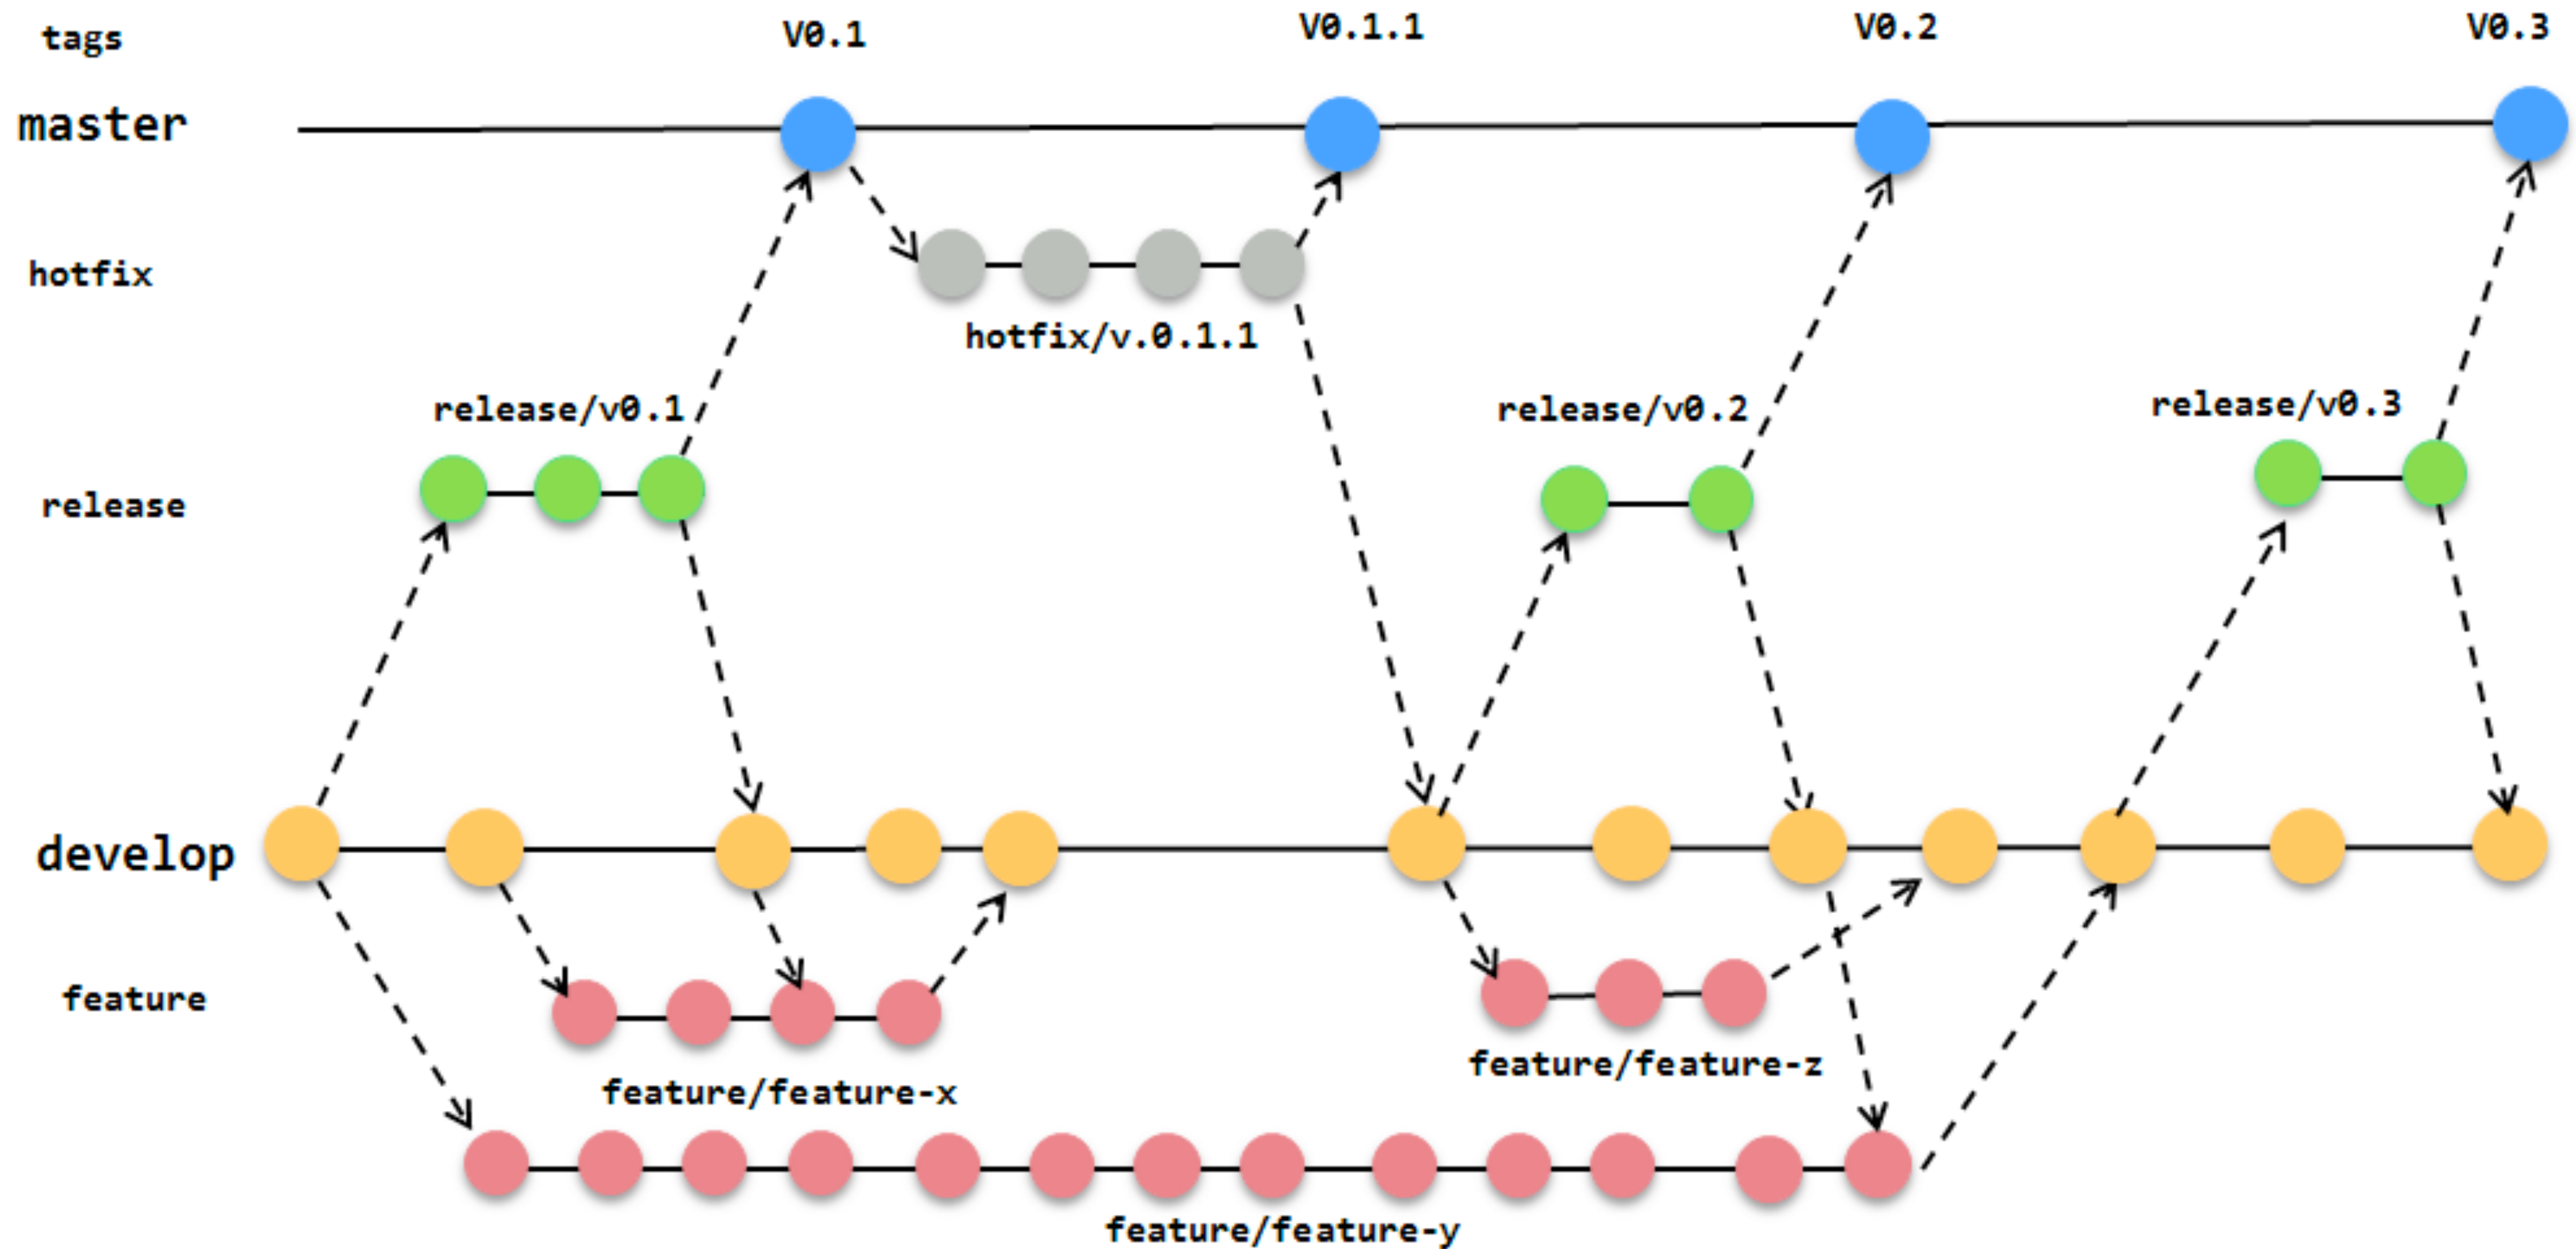 tags
V0.1
V0.1.1
V0.2
V0.3
master
hotfix
hotfix/v.0.1.1
release/v0.1
release/v0.2
release/v0.3
release
develop
feature
feature/feature-x
feature/feature-z
feature/feature-y